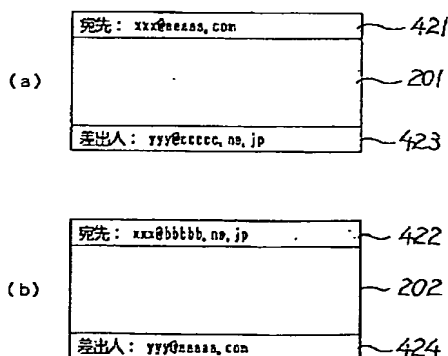 宛先: xxx@aaaaa.com 421
(a) 201
差出人: yyy@ccccc.ne.jp 423
宛先: xxx@bbbbb.ne.jp 422
(b) 202
差出人: yyy@aaaaa.com 424